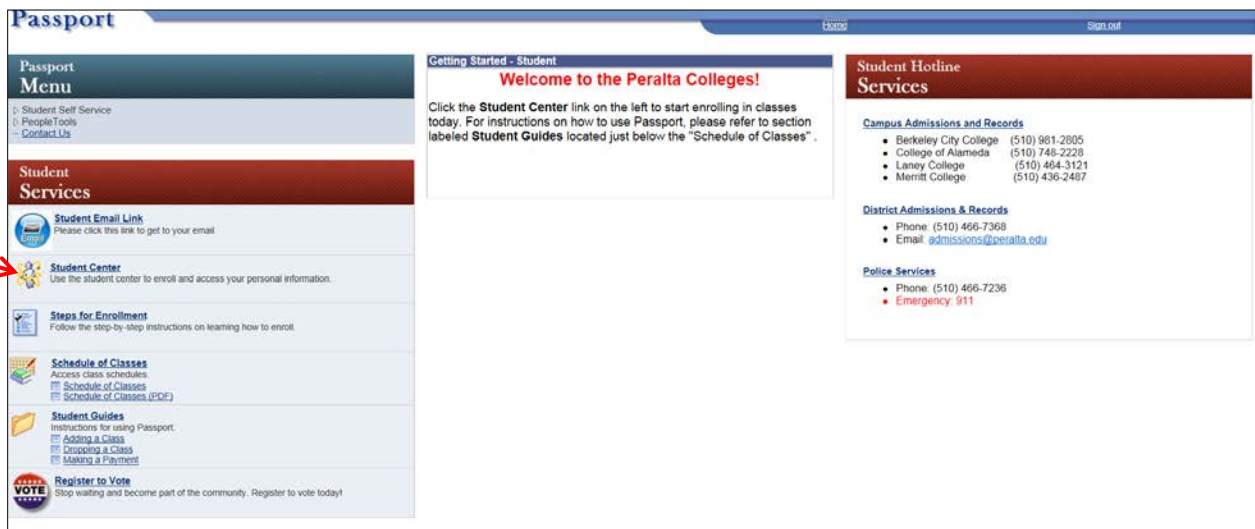 Passport
Home
Sign out
Passport
Menu
Student Self Service
PeopleTools
Contact Us
Student
Services
Email
Student Email Link
Please click this link to get to your email
Student Center
Use the student center to enroll and access your personal information.
Steps for Enrollment
Follow the step-by-step instructions on learning how to enroll.
Schedule of Classes
Access class schedules.
Schedule of Classes
Schedule of Classes (PDF)
Student Guides
Instructions for using Passport.
Adding a Class
Dropping a Class
Making a Payment
VOTE
Register to Vote
Stop waiting and become part of the community. Register to vote today!
Getting Started - Student
Welcome to the Peralta Colleges!
Click the Student Center link on the left to start enrolling in classes
today. For instructions on how to use Passport, please refer to section
labeled Student Guides located just below the "Schedule of Classes" .
Student Hotline
Services
Campus Admissions and Records
Berkeley City College (510) 981-2805
College of Alameda (510) 748-2228
Laney College (510) 464-3121
Merritt College (510) 436-2487
District Admissions & Records
Phone: (510) 466-7368
Email: admissions@peralta.edu
Police Services
Phone: (510) 466-7236
Emergency: 911